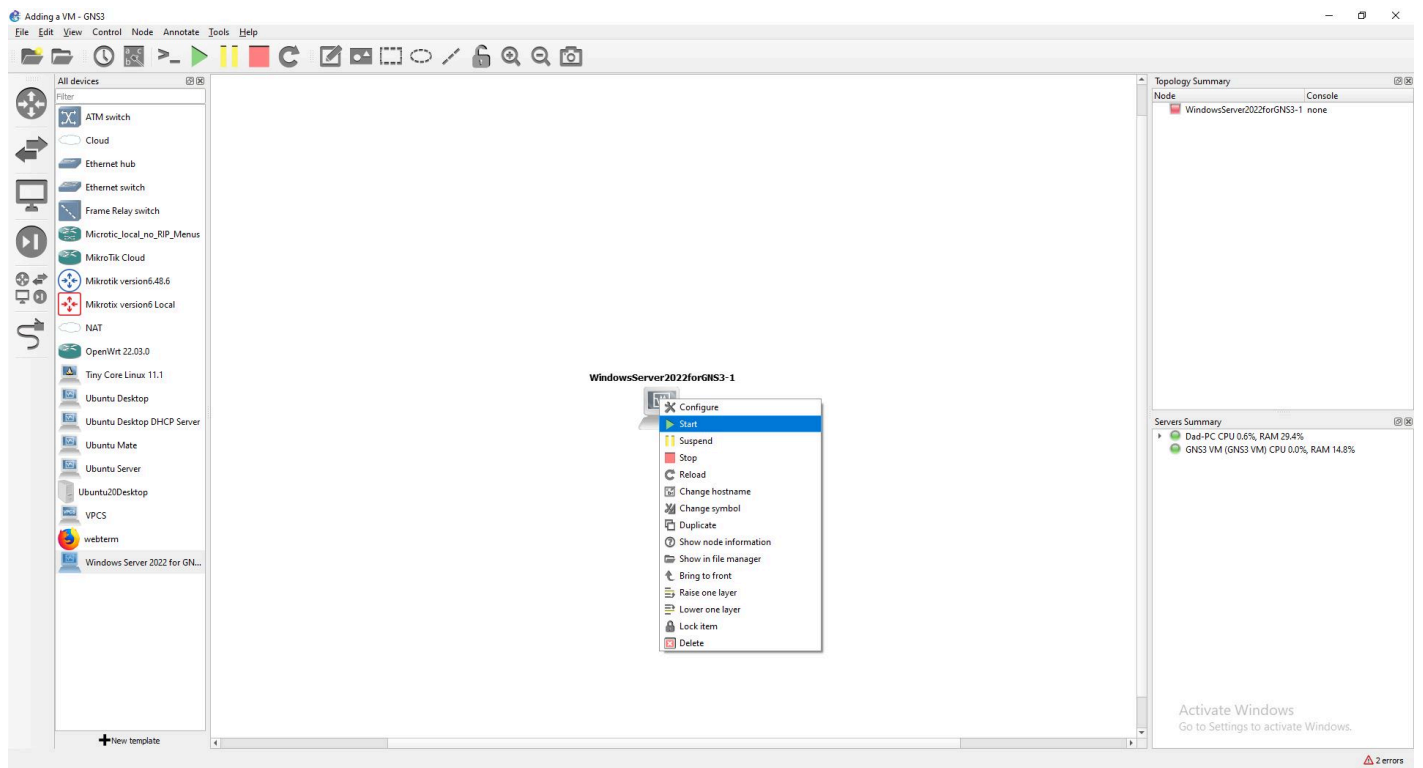 Adding a VM - GNS3
File Edit View Control Node Annotate Tools Help
All devices
Filter
ATM switch
Cloud
Ethernet hub
Ethernet switch
Frame Relay switch
Microtic_local_no_RIP_Menus
MikroTik Cloud
Mikrotik version6.48.6
Mikrotix version6 Local
NAT
OpenWrt 22.03.0
Tiny Core Linux 11.1
Ubuntu Desktop
Ubuntu Desktop DHCP Server
Ubuntu Mate
Ubuntu Server
Ubuntu20Desktop
VPCS
webterm
Windows Server 2022 for GN...
New template
WindowsServer2022forGNS3-1
Configure
Start
Suspend
Stop
Reload
Change hostname
Change symbol
Duplicate
Show node information
Show in file manager
Bring to front
Raise one layer
Lower one layer
Lock item
Delete
Topology Summary
Node Console
WindowsServer2022forGNS3-1 none
Servers Summary
Dad-PC CPU 0.6%, RAM 29.4%
GNS3 VM (GNS3 VM) CPU 0.0%, RAM 14.8%
Activate Windows
Go to Settings to activate Windows.
2 errors